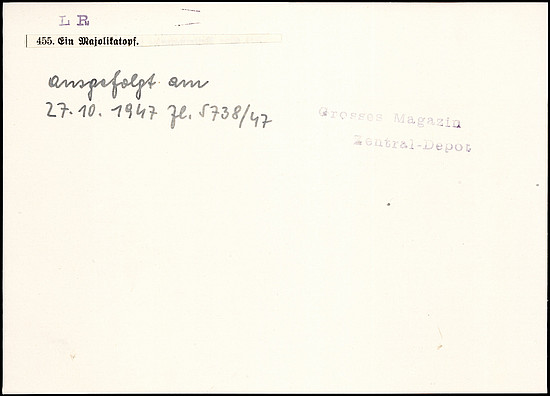 L R
455. Ein Majolikatopf.
ausgefolgt am
27.10.1947 Zl. 5738/47
Grosses Magazin
Zentral-Depot